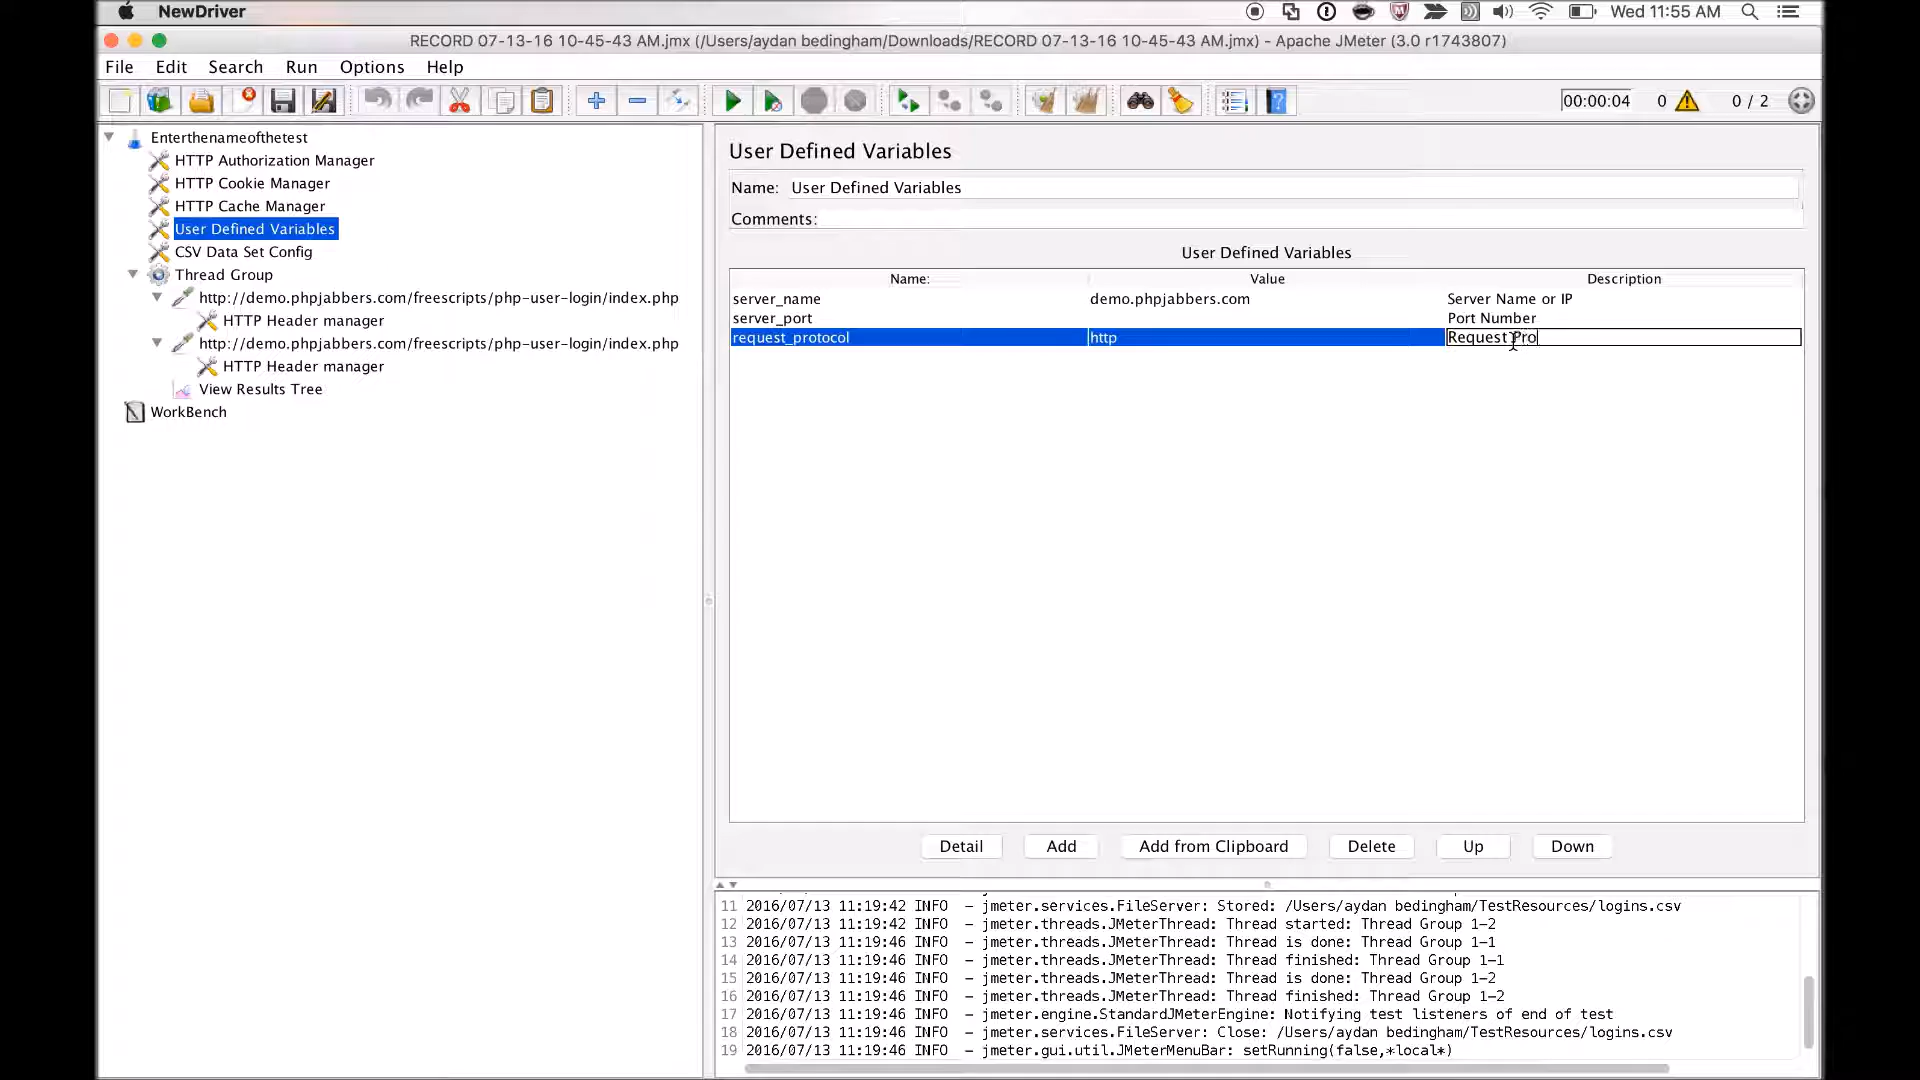 NewDriver
Wed 11:55 AM
RECORD 07-13-16 10-45-43 AM.jmx (/Users/aydan bedingham/Downloads/RECORD 07-13-16 10-45-43 AM.jmx) - Apache JMeter (3.0 r1743807)
File Edit Search Run Options Help
00:00:04 0 0 / 2
Enterthenameofthetest
HTTP Authorization Manager
HTTP Cookie Manager
HTTP Cache Manager
User Defined Variables
CSV Data Set Config
Thread Group
http://demo.phpjabbers.com/freescripts/php-user-login/index.php
HTTP Header manager
http://demo.phpjabbers.com/freescripts/php-user-login/index.php
HTTP Header manager
View Results Tree
WorkBench
User Defined Variables
Name: User Defined Variables
Comments:
User Defined Variables
Name: Value Description
server_name demo.phpjabbers.com Server Name or IP
server_port Port Number
request_protocol http Request Pro
Detail Add Add from Clipboard Delete Up Down
11 2016/07/13 11:19:42 INFO - jmeter.services.FileServer: Stored: /Users/aydan bedingham/TestResources/logins.csv
12 2016/07/13 11:19:42 INFO - jmeter.threads.JMeterThread: Thread started: Thread Group 1-2
13 2016/07/13 11:19:46 INFO - jmeter.threads.JMeterThread: Thread is done: Thread Group 1-1
14 2016/07/13 11:19:46 INFO - jmeter.threads.JMeterThread: Thread finished: Thread Group 1-1
15 2016/07/13 11:19:46 INFO - jmeter.threads.JMeterThread: Thread is done: Thread Group 1-2
16 2016/07/13 11:19:46 INFO - jmeter.threads.JMeterThread: Thread finished: Thread Group 1-2
17 2016/07/13 11:19:46 INFO - jmeter.engine.StandardJMeterEngine: Notifying test listeners of end of test
18 2016/07/13 11:19:46 INFO - jmeter.services.FileServer: Close: /Users/aydan bedingham/TestResources/logins.csv
19 2016/07/13 11:19:46 INFO - jmeter.gui.util.JMeterMenuBar: setRunning(false,*local*)